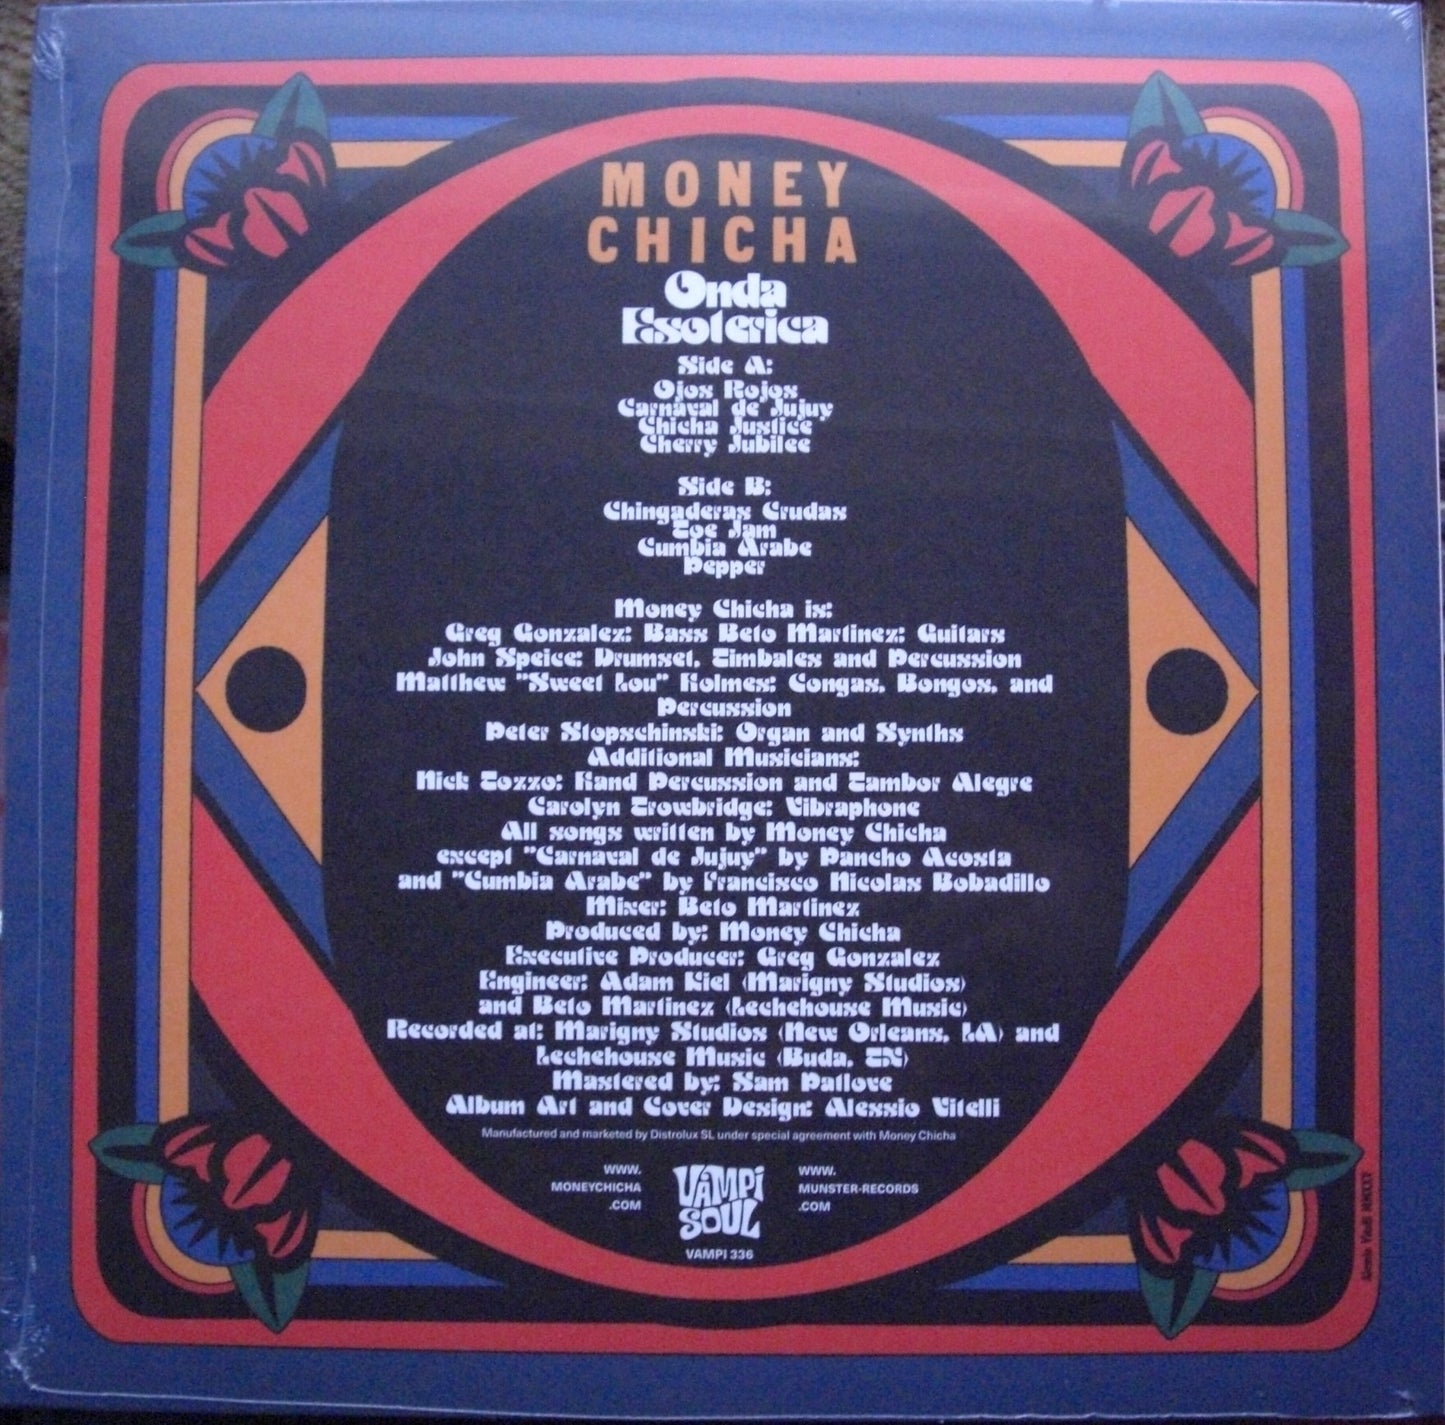 MONEY
CHICHA
Onda
Esoterica
Side A:
Ojos Rojos
Carnaval de Jujuy
Chicha Justice
Cherry Jubilee
Side B:
Chingaderas Crudas
Toe Jam
Cumbia Arabe
Pepper
Money Chicha is:
Greg Gonzalez: Bass Beto Martinez: Guitars
John Speice: Drumset, Timbales and Percussion
Matthew "Sweet Lou" Holmes: Congas, Bongos, and
Percussion
Peter Stopschinski: Organ and Synths
Additional Musicians:
Nick Tozzo: Hand Percussion and Tambor Alegre
Carolyn Trowbridge: Vibraphone
All songs written by Money Chicha
except "Carnaval de Jujuy" by Pancho Acosta
and "Cumbia Arabe" by Francisco Nicolas Bobadillo
Mixer: Beto Martinez
Produced by: Money Chicha
Executive Producer: Greg Gonzalez
Engineer: Adam Kiel (Marigny Studios)
and Beto Martinez (Lechehouse Music)
Recorded at: Marigny Studios (New Orleans, LA) and
Lechehouse Music (Buda, TX)
Mastered by: Sam Patlove
Album Art and Cover Design: Alessio Vitelli
Manufactured and marketed by Distrolux SL under special agreement with Money Chicha
WWW.
MONEYCHICHA
.COM
VAMPi
SOUL
VAMPI 336
WWW.
MUNSTER-RECORDS
.COM